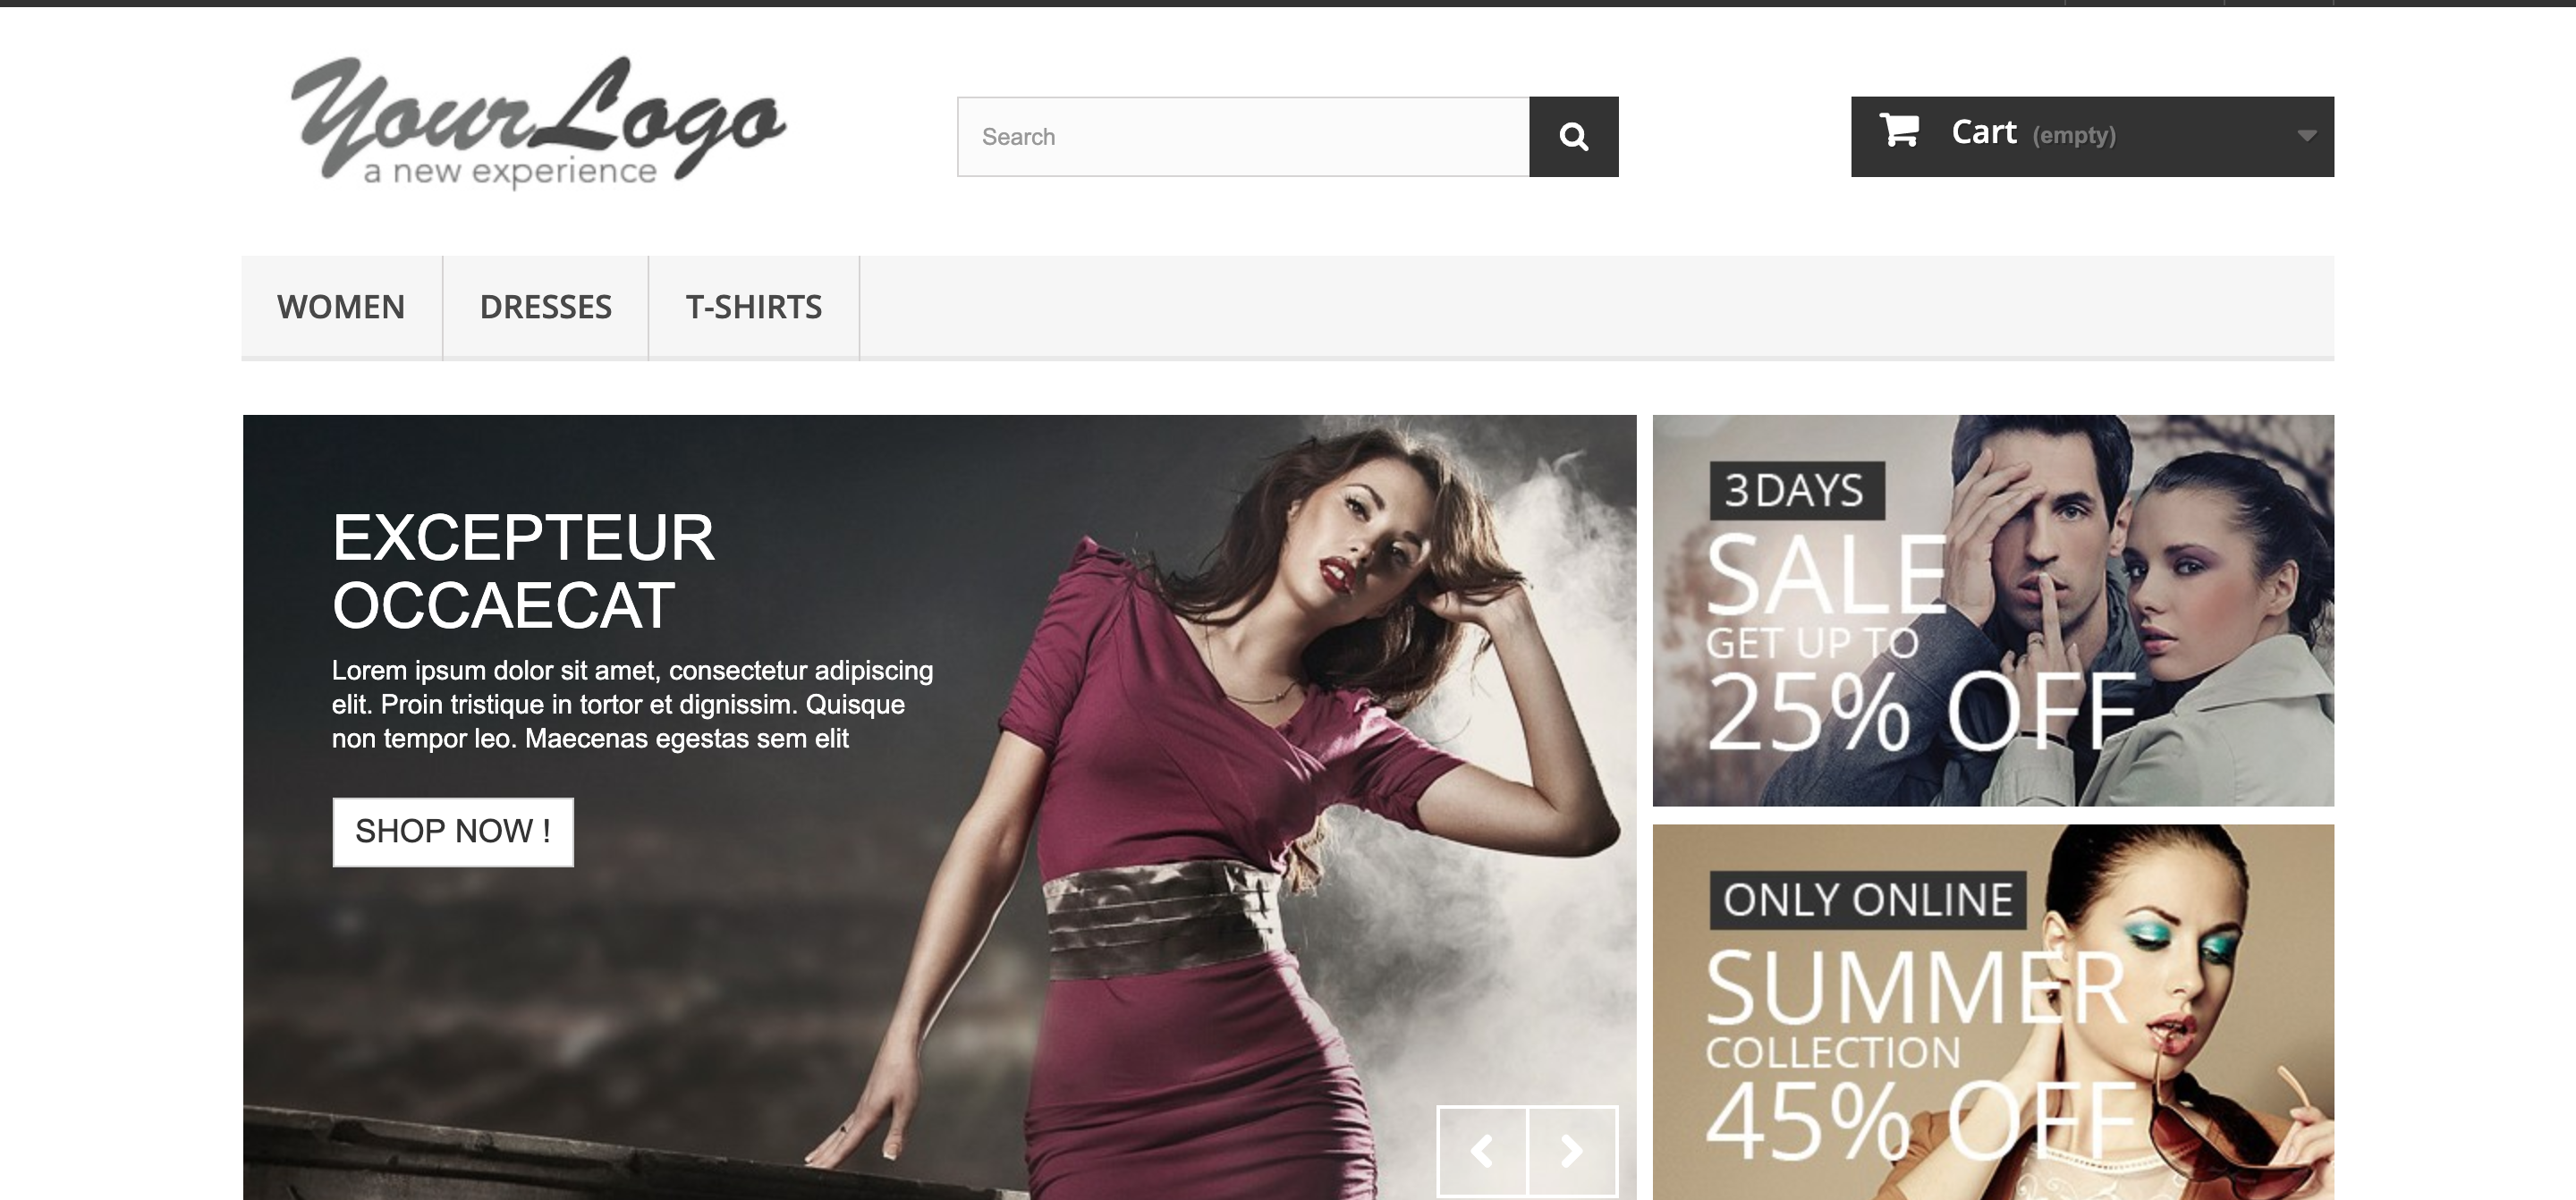 YourLogo
a new experience
Search
Cart (empty)
WOMEN
DRESSES
T-SHIRTS
EXCEPTEUR
OCCAECAT
Lorem ipsum dolor sit amet, consectetur adipiscing
elit. Proin tristique in tortor et dignissim. Quisque
non tempor leo. Maecenas egestas sem elit
SHOP NOW !
3 DAYS
SALE
GET UP TO
25% OFF
ONLY ONLINE
SUMMER
COLLECTION
45% OFF